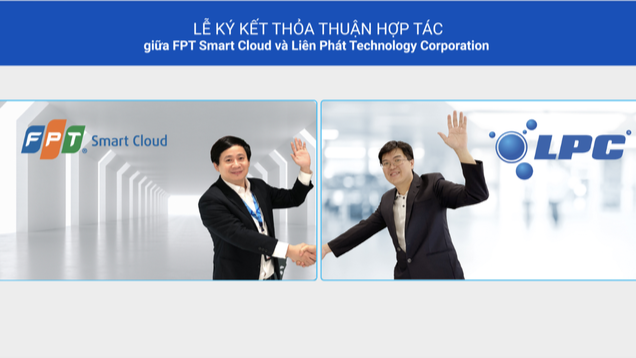 LỄ KÝ KẾT THỎA THUẬN HỢP TÁC
giữa FPT Smart Cloud và Liên Phát Technology Corporation
FPT Smart Cloud
LPC